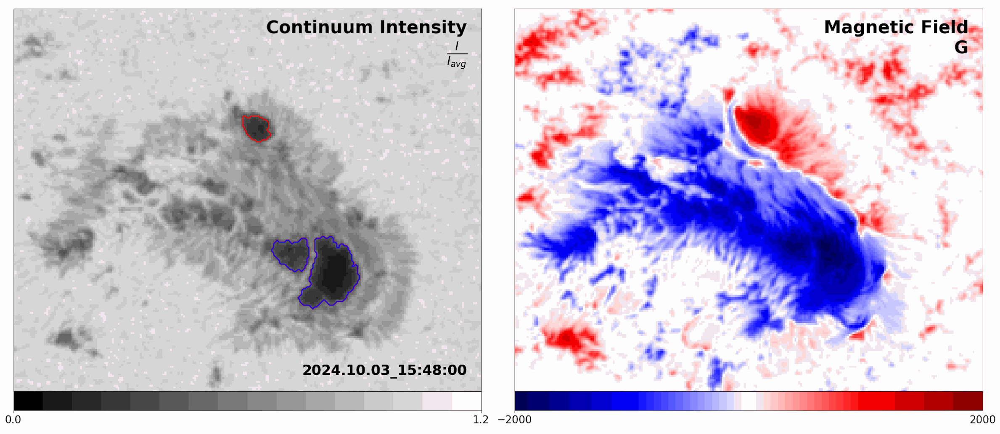 Continuum Intensity
I
I_avg
2024.10.03_15:48:00
0.0
1.2
Magnetic Field
G
−2000
2000